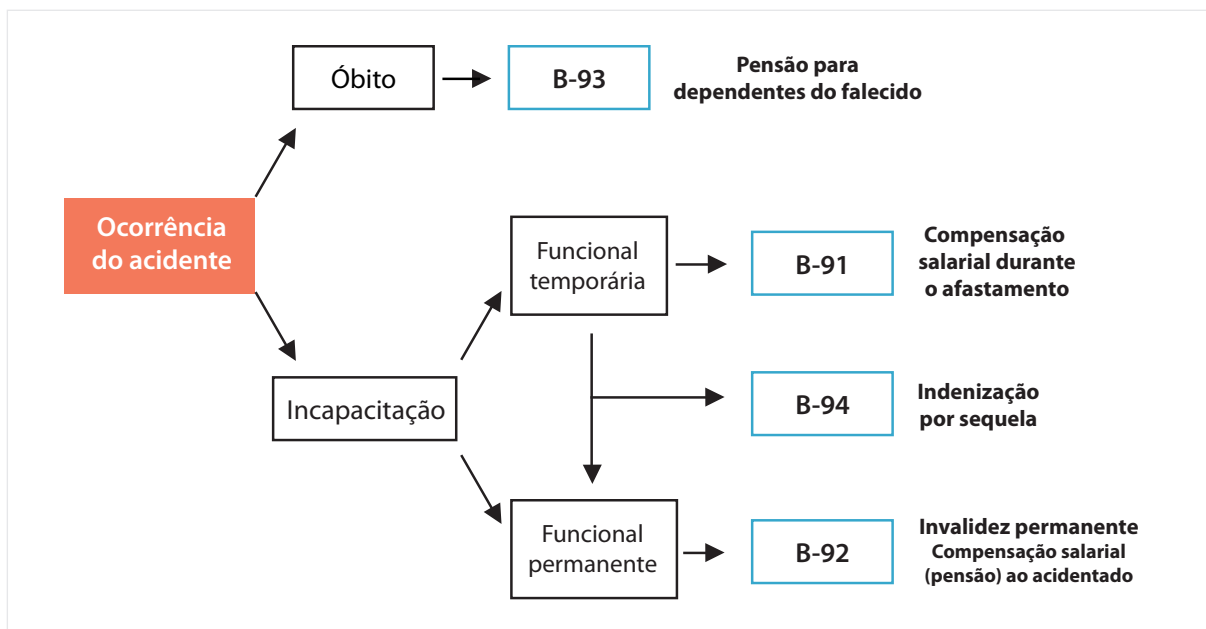 Óbito
B-93
Pensão para
dependentes do falecido
Ocorrência
do acidente
Funcional
temporária
B-91
Compensação
salarial durante
o afastamento
Incapacitação
B-94
Indenização
por sequela
Funcional
permanente
B-92
Invalidez permanente
Compensação salarial
(pensão) ao acidentado